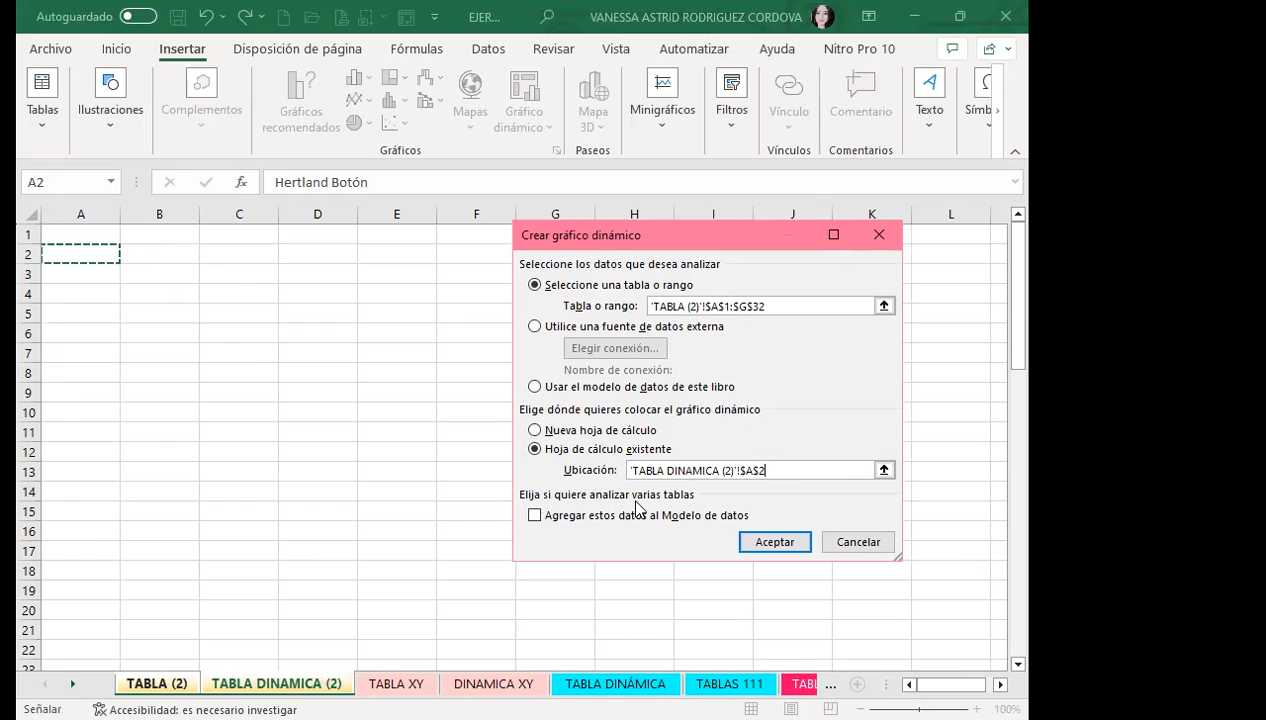 Autoguardado
EJER...
VANESSA ASTRID RODRIGUEZ CORDOVA
Archivo Inicio Insertar Disposición de página Fórmulas Datos Revisar Vista Automatizar Ayuda Nitro Pro 10
Tablas
Ilustraciones
Complementos
Gráficos recomendados
Mapas
Gráfico dinámico
Mapa 3D
Minigráficos
Filtros
Vínculo
Comentario
Texto
Símb
Gráficos
Paseos
Vínculos
Comentarios
A2
fx
Hertland Botón
A B C D E F G H I J K L
1
2
3
4
5
6
7
8
9
10
11
12
13
14
15
16
17
18
19
20
21
22
23
Crear gráfico dinámico
Seleccione los datos que desea analizar
Seleccione una tabla o rango
Tabla o rango: 'TABLA (2)'!$A$1:$G$32
Utilice una fuente de datos externa
Elegir conexión...
Nombre de conexión:
Usar el modelo de datos de este libro
Elige dónde quieres colocar el gráfico dinámico
Nueva hoja de cálculo
Hoja de cálculo existente
Ubicación: 'TABLA DINAMICA (2)'!$A$2
Elija si quiere analizar varias tablas
Agregar estos datos al Modelo de datos
Aceptar Cancelar
TABLA (2) TABLA DINAMICA (2) TABLA XY DINAMICA XY TABLA DINÁMICA TABLAS 111 TABL ...
Señalar
Accesibilidad: es necesario investigar
100%